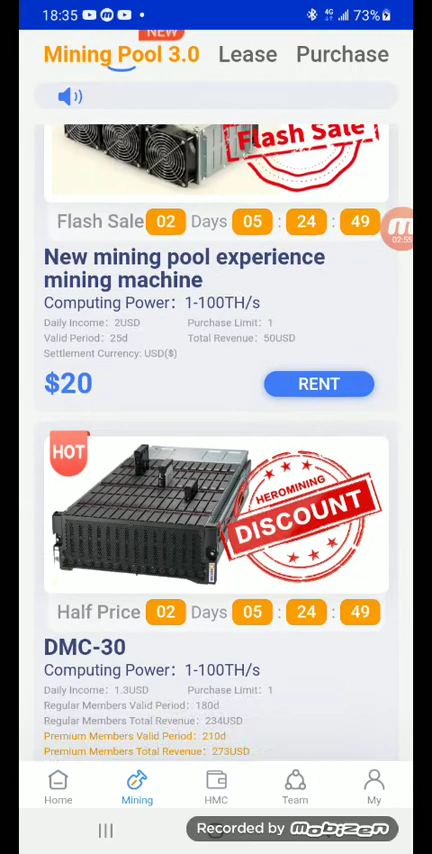 18:35
4G
73%
NEW
Mining Pool 3.0 Lease Purchase
Flash Sale
Flash Sale 02 Days 05 : 24 : 49
02:55
New mining pool experience
mining machine
Computing Power：1-100TH/s
Daily Income：2USD Purchase Limit：1
Valid Period：25d Total Revenue：50USD
Settlement Currency: USD($)
$20 RENT
HOT
HEROMINING
DISCOUNT
Half Price 02 Days 05 : 24 : 49
DMC-30
Computing Power：1-100TH/s
Daily Income：1.3USD Purchase Limit：1
Regular Members Valid Period：180d
Regular Members Total Revenue：234USD
Premium Members Valid Period：210d
Premium Members Total Revenue：273USD
Home Mining HMC Team My
Recorded by MOBIZEN